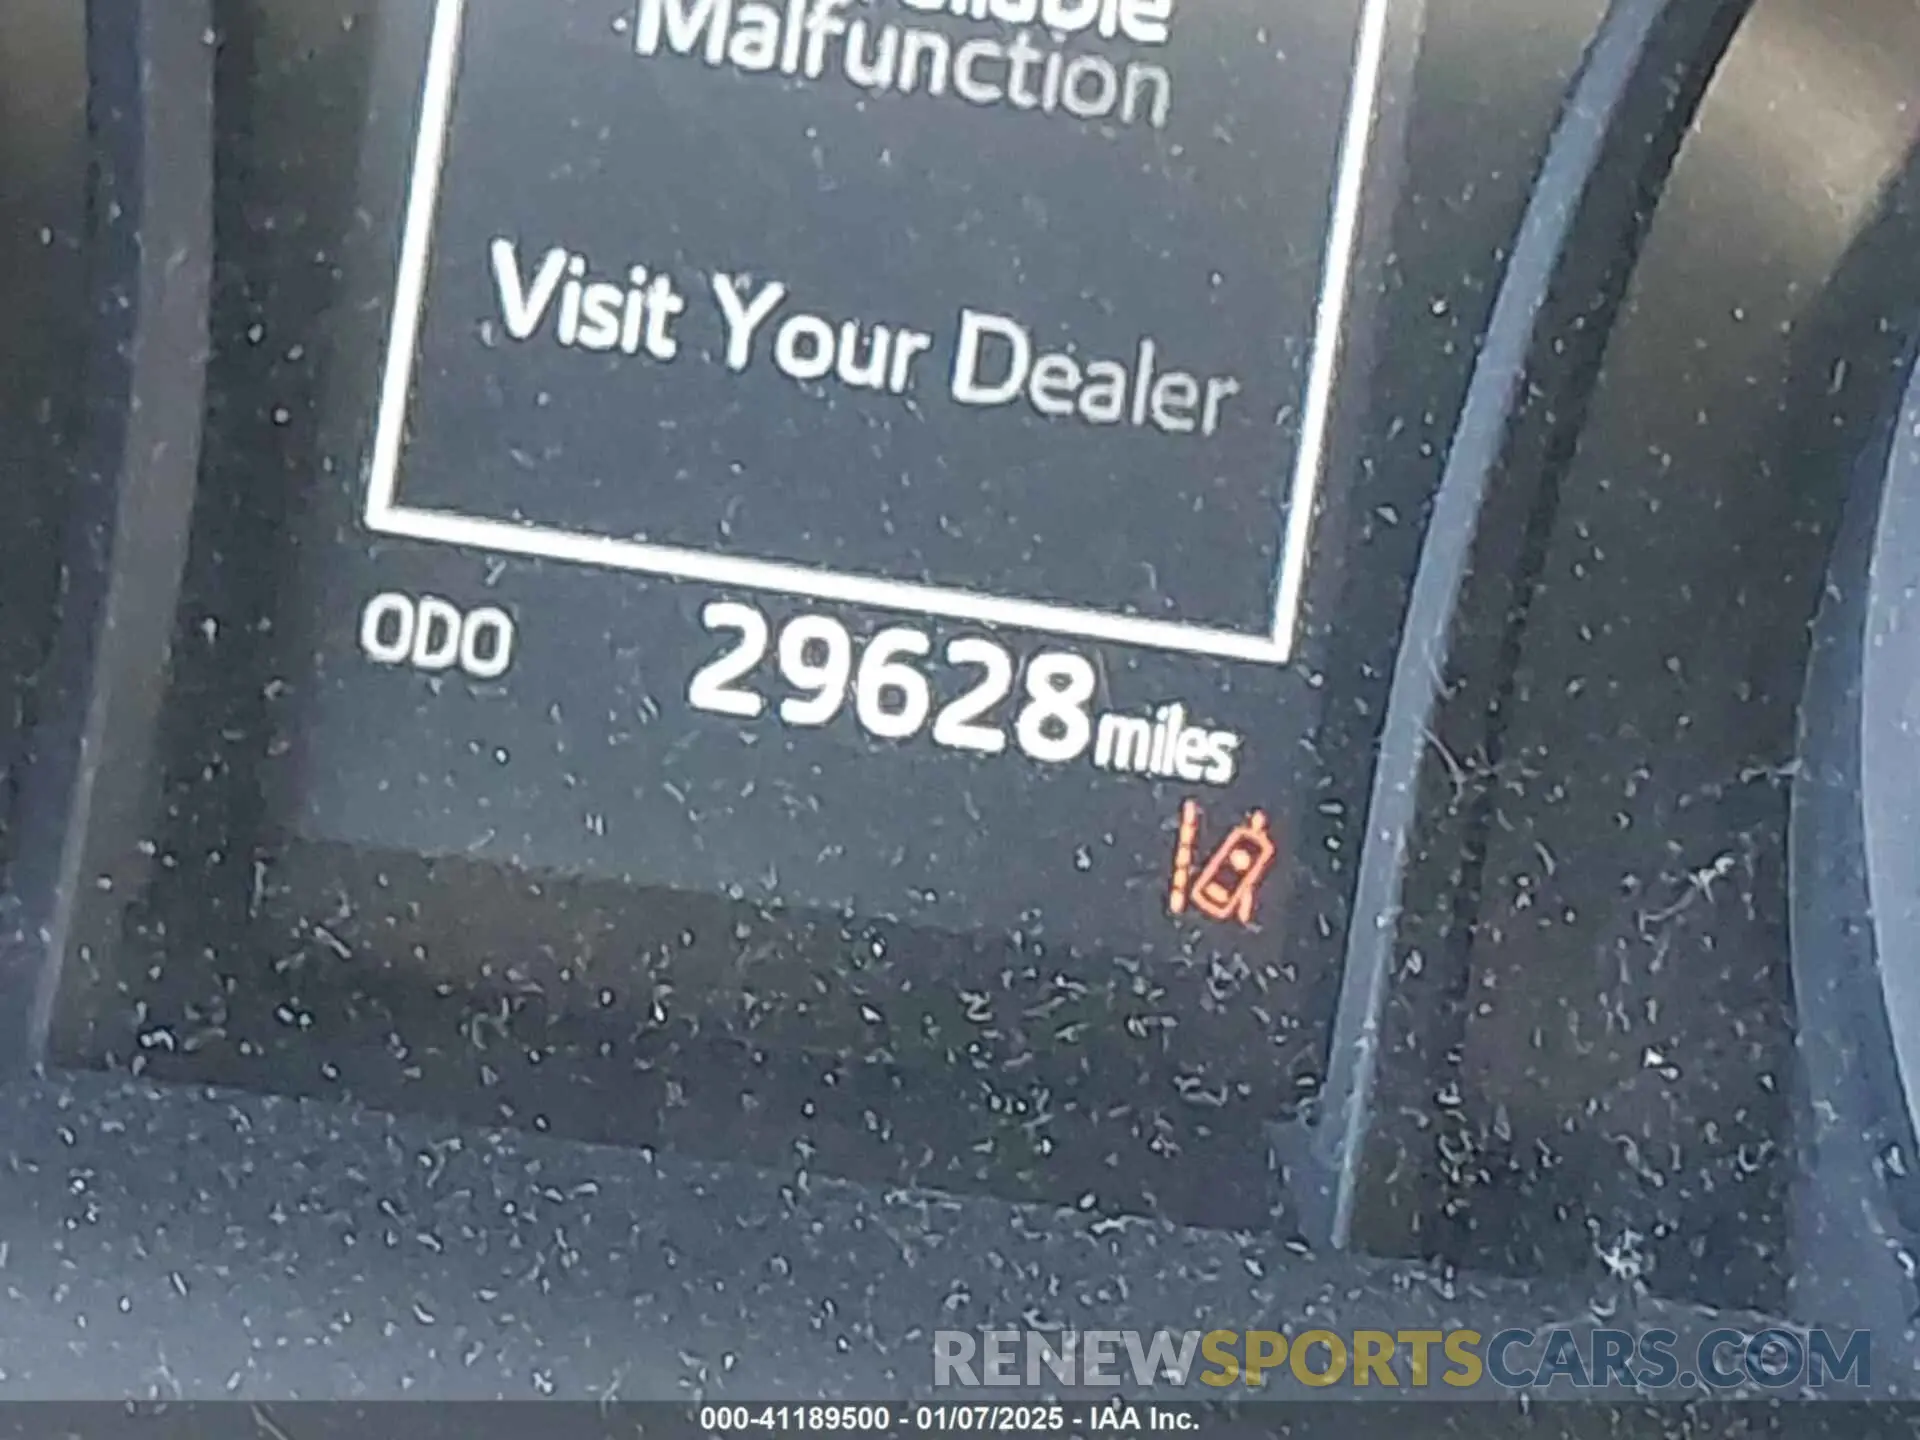 Malfunction
Visit Your Dealer
ODO 29628 miles
RENEWSPORTSCARS.COM
000-41189500 - 01/07/2025 - IAA Inc.